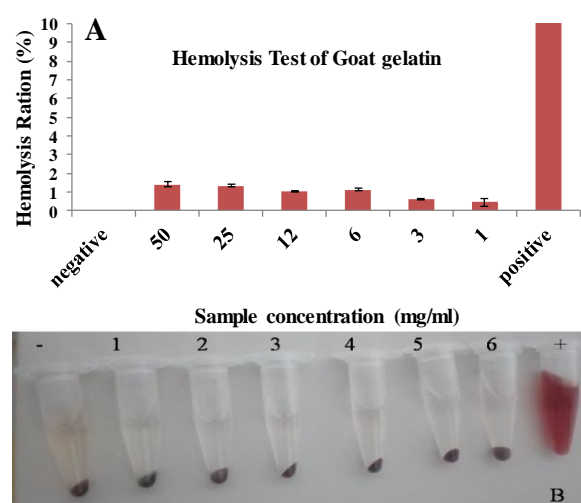 A
Hemolysis Test of Goat gelatin
Hemolysis Ration (%)
10
9
8
7
6
5
4
3
2
1
0
negative 50 25 12 6 3 1 positive
Sample concentration (mg/ml)
- 1 2 3 4 5 6 +
B